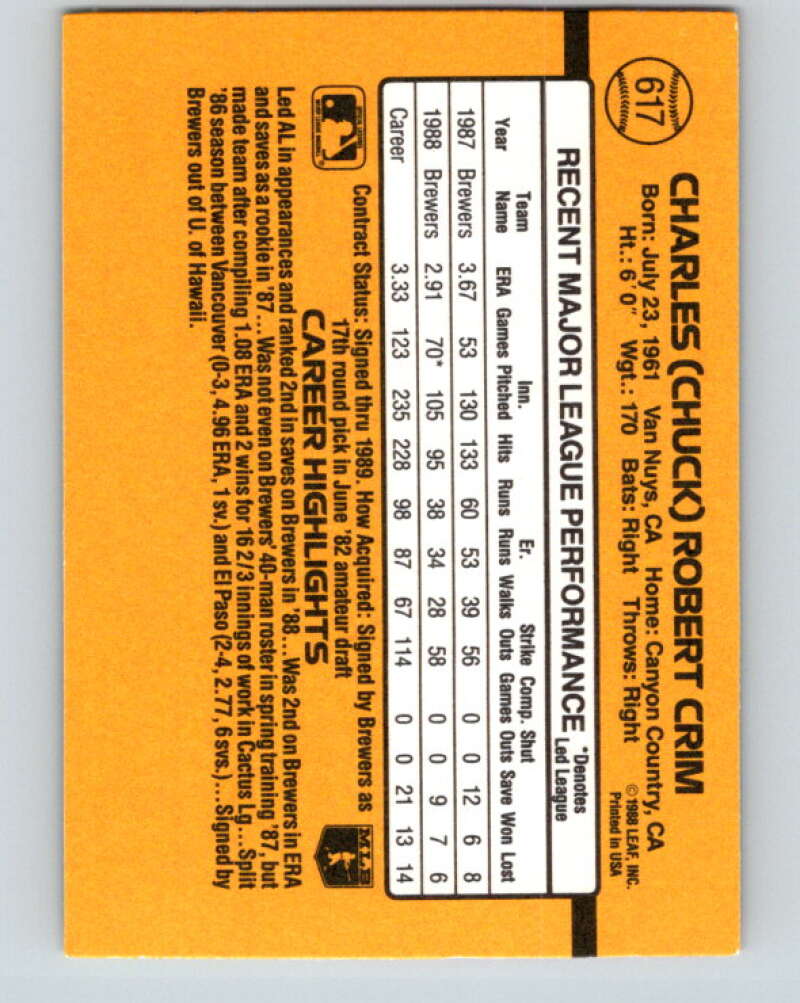 617
CHARLES (CHUCK) ROBERT CRIM
Born: July 23, 1961 Van Nuys, CA Home: Canyon Country, CA
Ht.: 6'0" Wgt.: 170 Bats: Right Throws: Right
© 1988 LEAF, INC.
Printed in USA
RECENT MAJOR LEAGUE PERFORMANCE
*Denotes
Led League
Team Inn. Er. Strike Comp. Shut
Year Name ERA Games Pitched Hits Runs Runs Walks Outs Games Outs Save Won Lost
1987 Brewers 3.67 53 130 133 60 53 39 56 0 0 12 6 8
1988 Brewers 2.91 70* 105 95 38 34 28 58 0 0 9 7 6
Career 3.33 123 235 228 98 87 67 114 0 0 21 13 14
Contract Status: Signed thru 1989. How Acquired: Signed by Brewers as
17th round pick in June '82 amateur draft
MLB
CAREER HIGHLIGHTS
Led AL in appearances and ranked 2nd in saves on Brewers in '88...Was 2nd on Brewers in ERA
and saves as a rookie in '87...Was not even on Brewers' 40-man roster in spring training '87, but
made team after compiling 1.08 ERA and 2 wins for 16 2/3 innings of work in Cactus Lg...Split
'86 season between Vancouver (0-3, 4.96 ERA, 1 sv.) and El Paso (2-4, 2.77, 6svs.)...Signed by
Brewers out of U. of Hawaii.